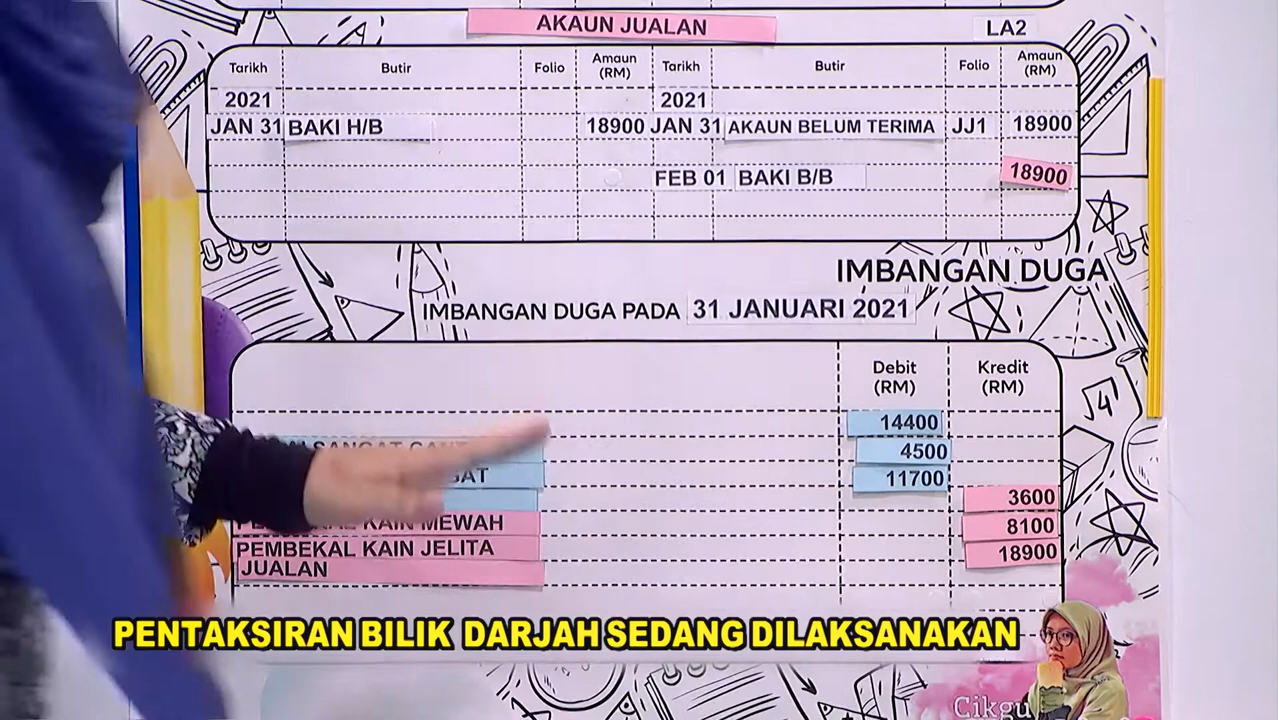 AKAUN JUALAN LA2
Tarikh Butir Folio Amaun (RM) Tarikh Butir Folio Amaun (RM)
2021 2021
JAN 31 BAKI H/B 18900 JAN 31 AKAUN BELUM TERIMA JJ1 18900
FEB 01 BAKI B/B 18900
IMBANGAN DUGA
IMBANGAN DUGA PADA 31 JANUARI 2021
Debit (RM) Kredit (RM)
14400
SANGAT 4500
11700
3600
KAIN MEWAH 8100
PEMBEKAL KAIN JELITA 18900
JUALAN
PENTAKSIRAN BILIK DARJAH SEDANG DILAKSANAKAN
Cikgu